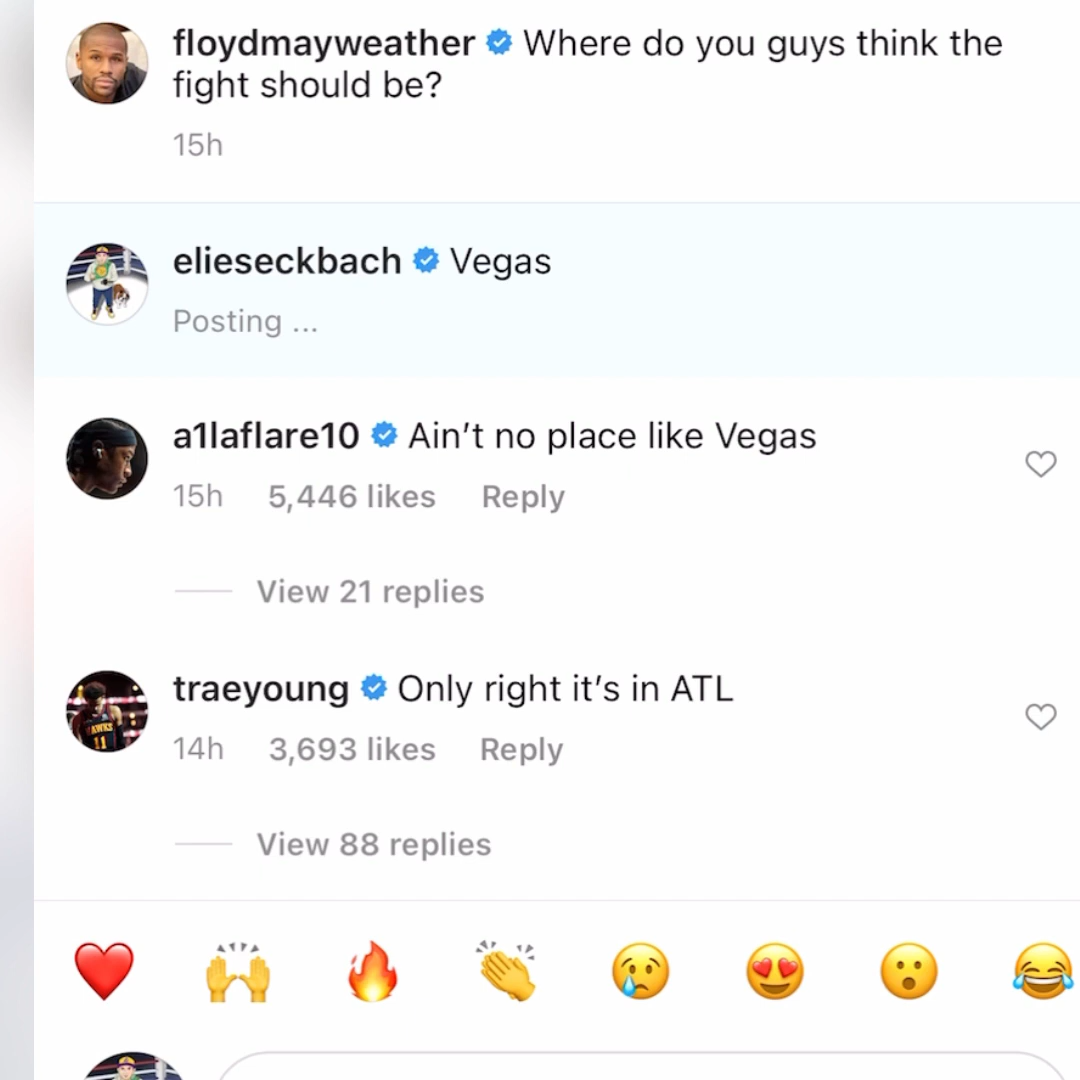 floydmayweather Where do you guys think the
fight should be?
15h
elieseckbach Vegas
Posting ...
a1laflare10 Ain't no place like Vegas
15h 5,446 likes Reply
View 21 replies
traeyoung Only right it's in ATL
14h 3,693 likes Reply
View 88 replies
HAWKS
11